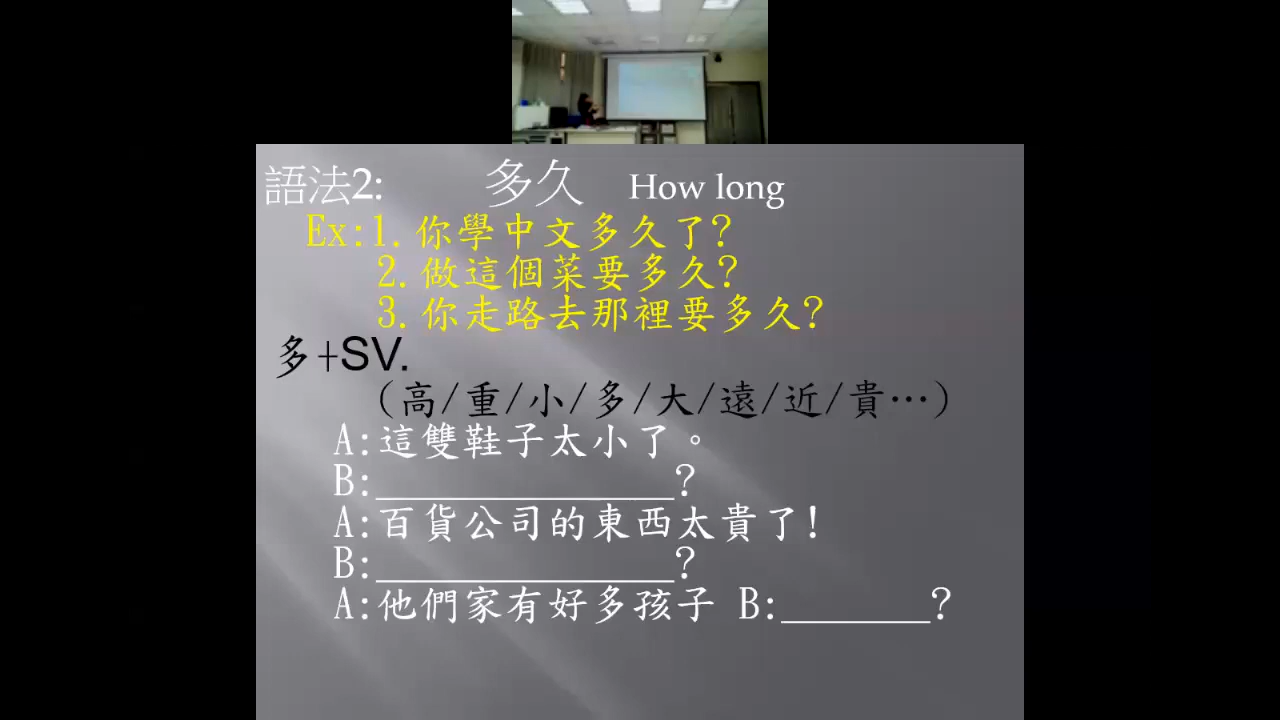 語法2: 多久 How long
Ex:1.你學中文多久了?
2.做這個菜要多久?
3.你走路去那裡要多久?
多+SV.
(高/重/小/多/大/遠/近/貴…)
A:這雙鞋子太小了。
B:______________?
A:百貨公司的東西太貴了!
B:______________?
A:他們家有好多孩子 B:_______?